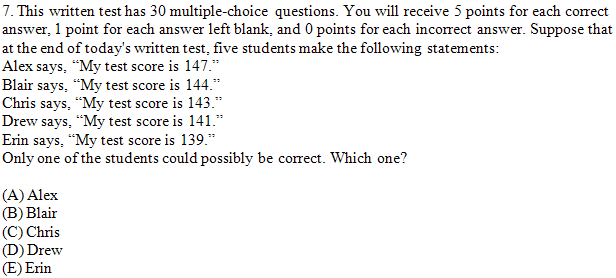 7. This written test has 30 multiple-choice questions. You will receive 5 points for each correct
answer, 1 point for each answer left blank, and 0 points for each incorrect answer. Suppose that
at the end of today's written test, five students make the following statements:
Alex says, “My test score is 147.”
Blair says, “My test score is 144.”
Chris says, “My test score is 143.”
Drew says, “My test score is 141.”
Erin says, “My test score is 139.”
Only one of the students could possibly be correct. Which one?
(A) Alex
(B) Blair
(C) Chris
(D) Drew
(E) Erin